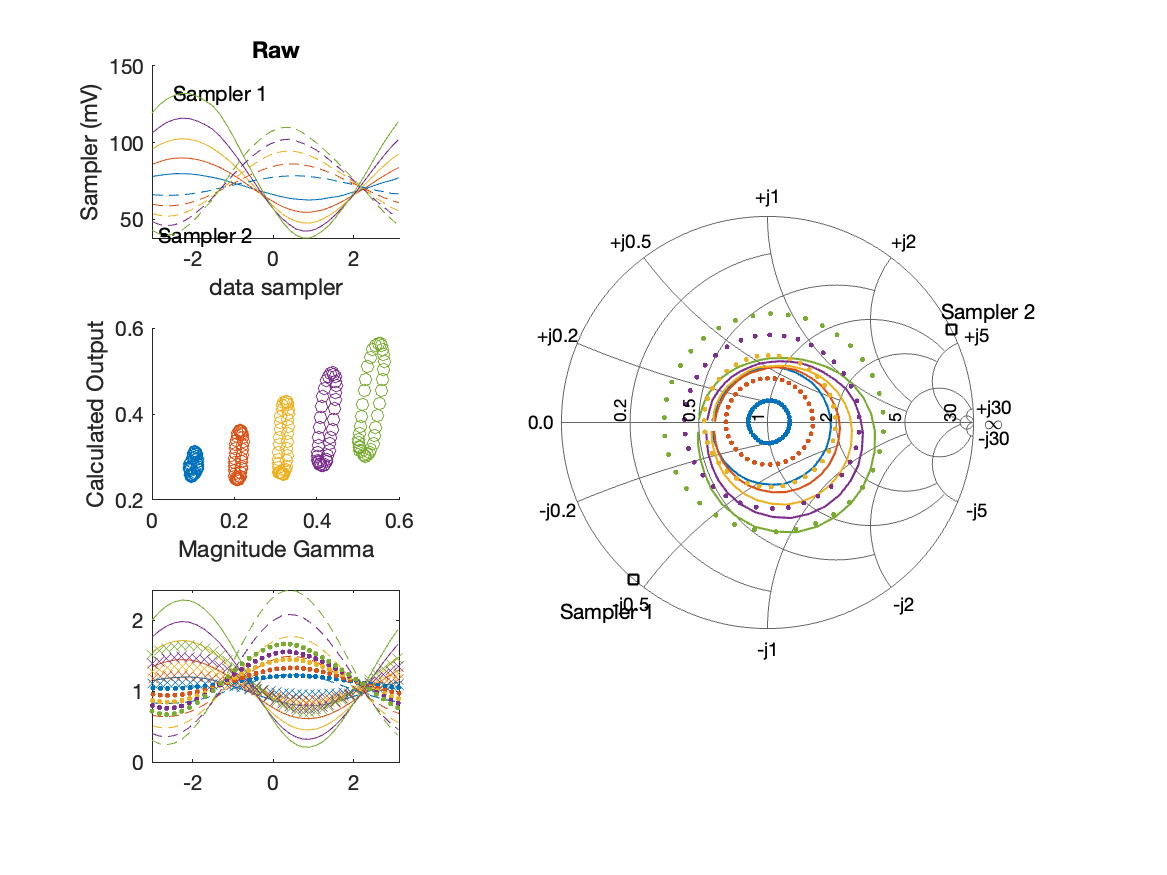 Raw
150
100
50
Sampler (mV)
Sampler 1
Sampler 2
-2
0
2
data sampler
0.6
0.4
0.2
Calculated Output
0
0.2
0.4
0.6
Magnitude Gamma
2
1
0
-2
0
2
+j1
+j0.5
+j2
Sampler 2
+j0.2
+j5
0.0
0.2
0.5
1
2
5
30
+j30
∞
-j30
-j0.2
-j5
-j0.5
Sampler 1
-j2
-j1